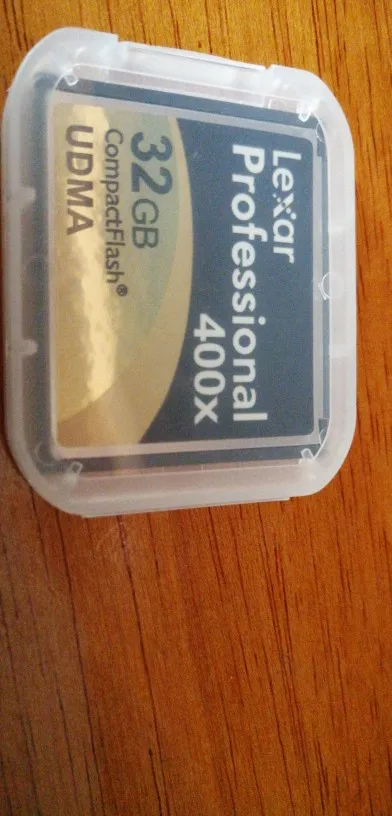 Lexar
Professional
400x
32GB
CompactFlash®
UDMA